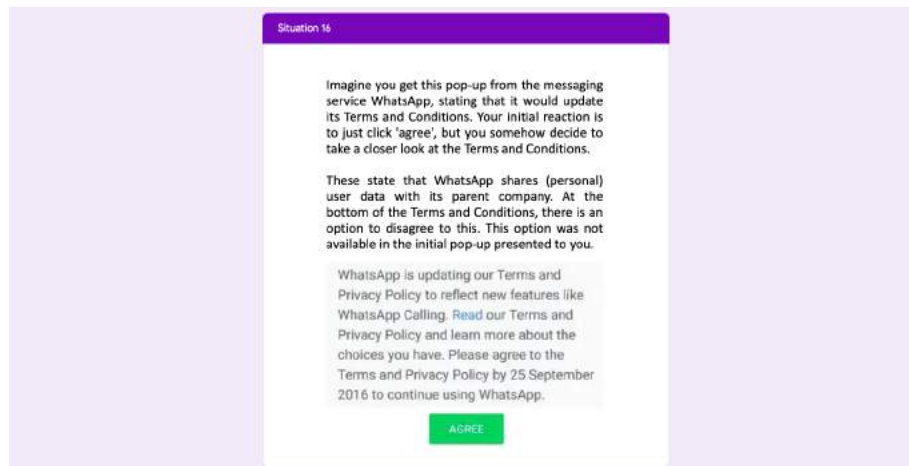 Situation 16
Imagine you get this pop-up from the messaging
service WhatsApp, stating that it would update
its Terms and Conditions. Your initial reaction is
to just click 'agree', but you somehow decide to
take a closer look at the Terms and Conditions.
These state that WhatsApp shares (personal)
user data with its parent company. At the
bottom of the Terms and Conditions, there is an
option to disagree to this. This option was not
available in the initial pop-up presented to you.
WhatsApp is updating our Terms and
Privacy Policy to reflect new features like
WhatsApp Calling. Read our Terms and
Privacy Policy and learn more about the
choices you have. Please agree to the
Terms and Privacy Policy by 25 September
2016 to continue using WhatsApp.
AGREE